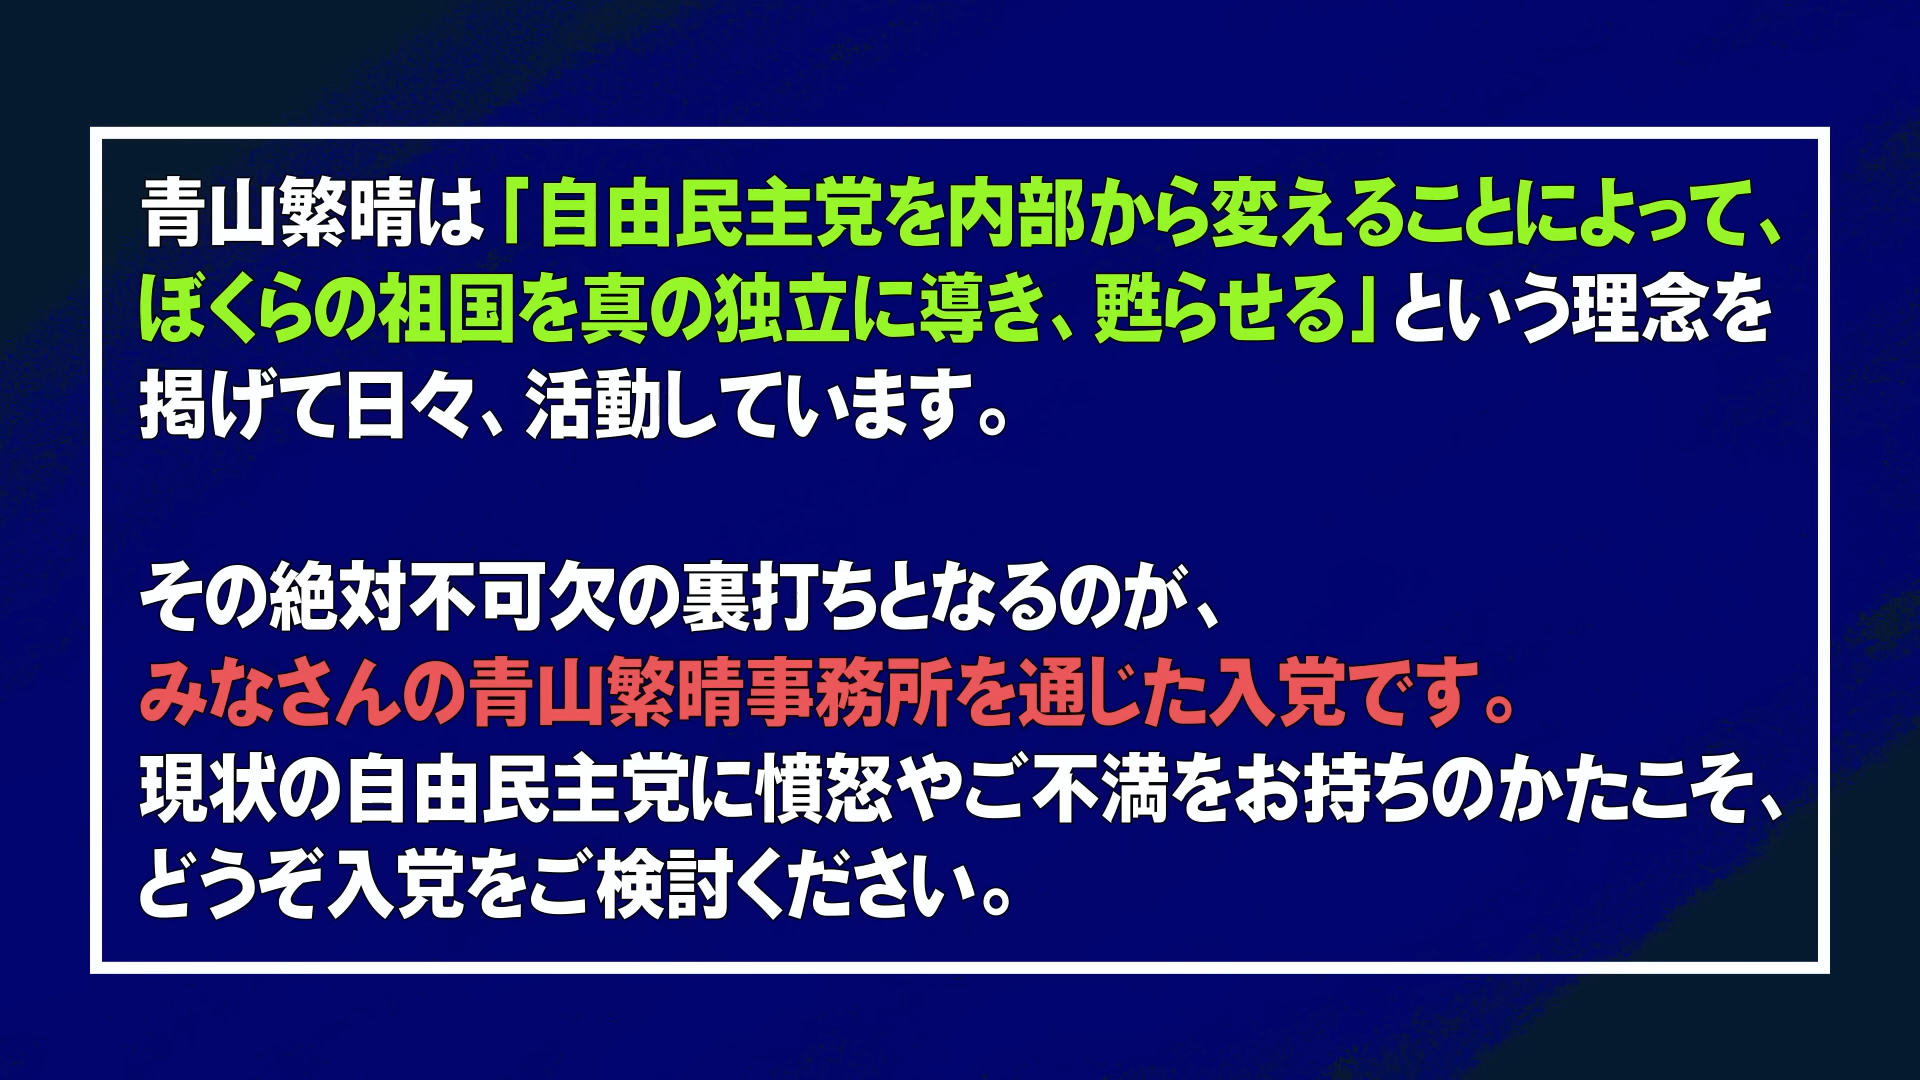 青山繁晴は「自由民主党を内部から変えることによって、
ぼくらの祖国を真の独立に導き、甦らせる」という理念を
掲げて日々、活動しています。
その絶対不可欠の裏打ちとなるのが、
みなさんの青山繁晴事務所を通じた入党です。
現状の自由民主党に憤怒やご不満をお持ちのかたこそ、
どうぞ入党をご検討ください。